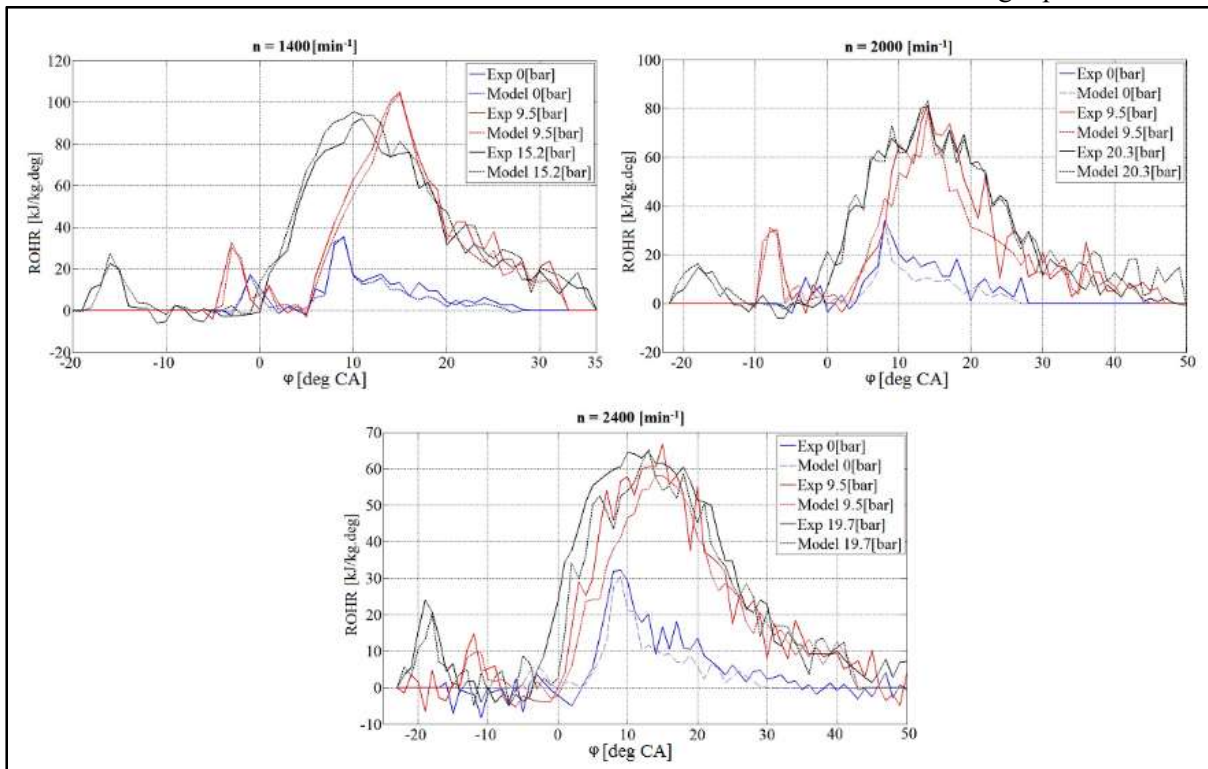 n = 1400 [min⁻¹]
120
100
80
60
40
20
0
-20
ROHR [kJ/kg.deg]
-20 -10 0 10 20 30 35
φ [deg CA]
Exp 0[bar]
Model 0[bar]
Exp 9.5[bar]
Model 9.5[bar]
Exp 15.2[bar]
Model 15.2[bar]
n = 2000 [min⁻¹]
100
80
60
40
20
0
-20
ROHR [kJ/kg.deg]
-20 -10 0 10 20 30 40 50
φ [deg CA]
Exp 0[bar]
Model 0[bar]
Exp 9.5[bar]
Model 9.5[bar]
Exp 20.3[bar]
Model 20.3[bar]
n = 2400 [min⁻¹]
70
60
50
40
30
20
10
0
-10
ROHR [kJ/kg.deg]
-20 -10 0 10 20 30 40 50
φ [deg CA]
Exp 0[bar]
Model 0[bar]
Exp 9.5[bar]
Model 9.5[bar]
Exp 19.7[bar]
Model 19.7[bar]